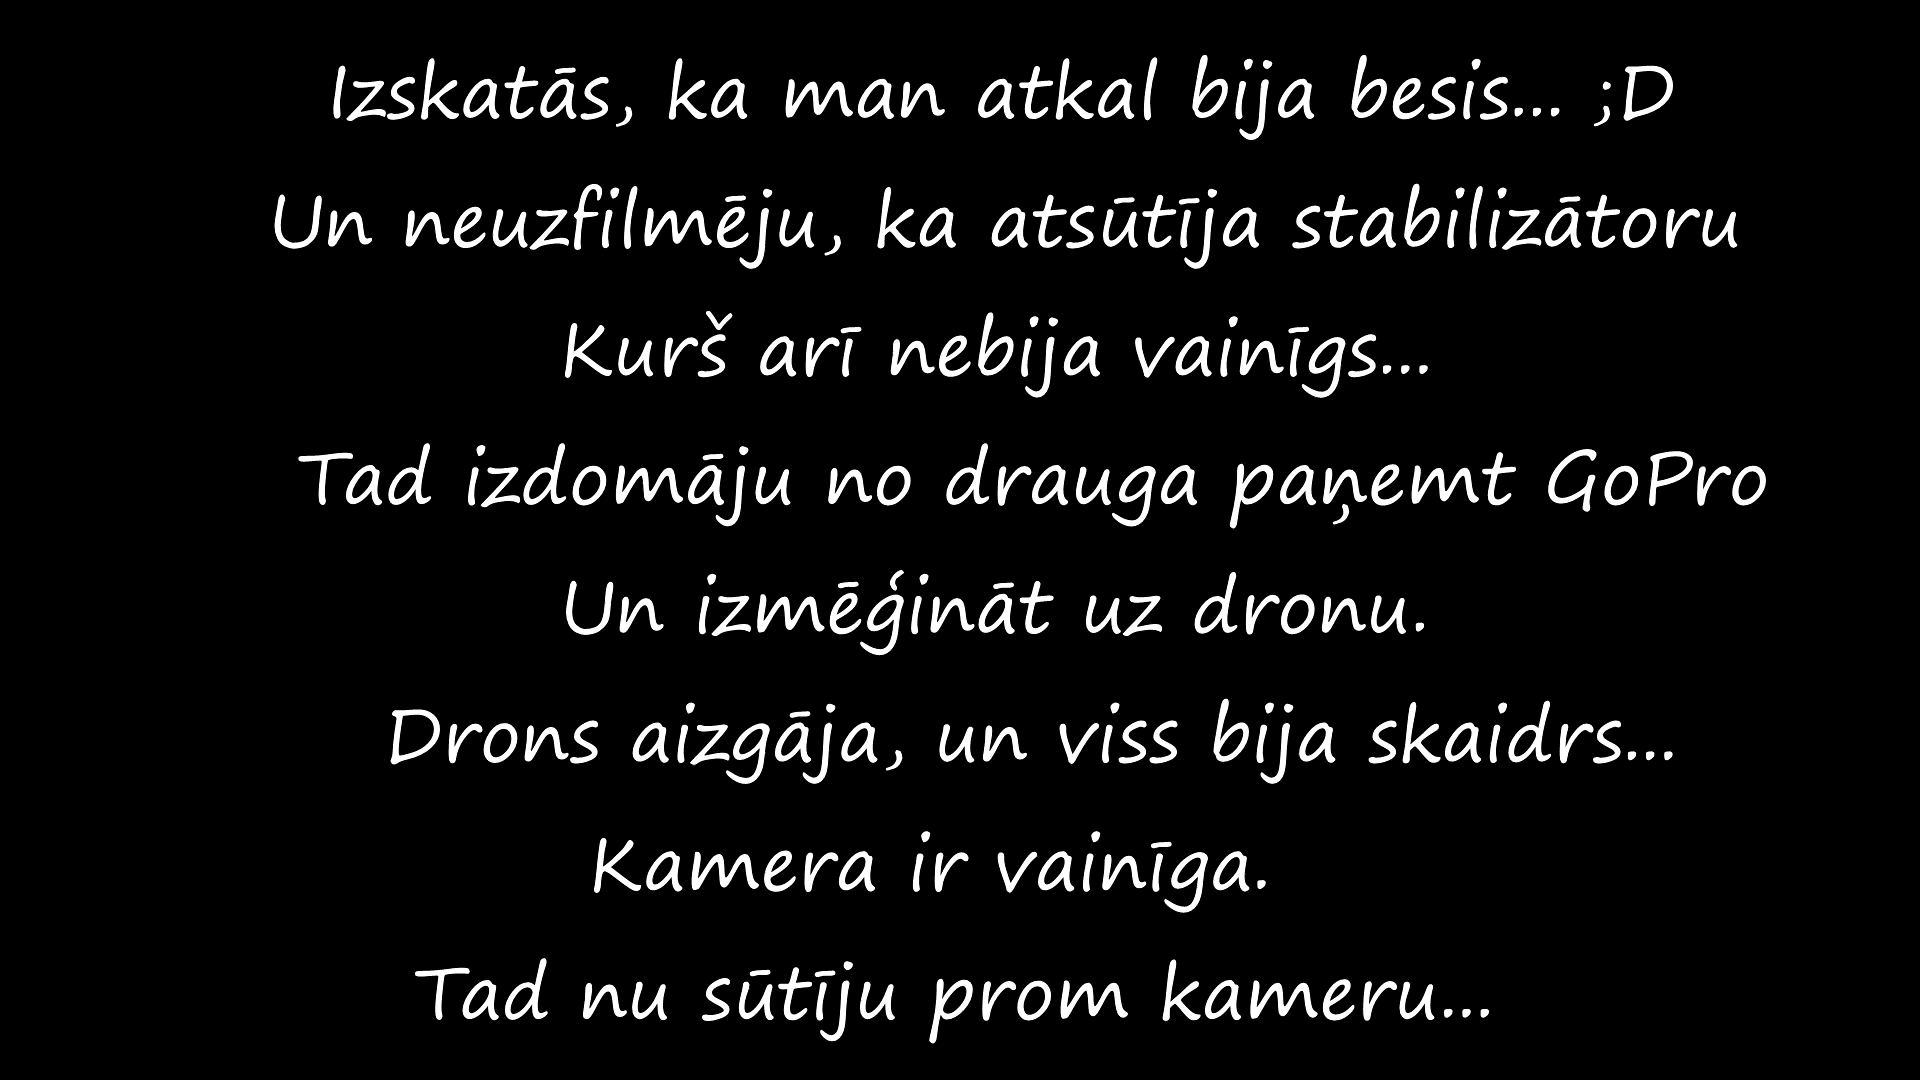 Izskatās, ka man atkal bija besis... ;D
Un neuzfilmēju, ka atsūtīja stabilizātoru
Kurš arī nebija vainīgs...
Tad izdomāju no drauga paņemt GoPro
Un izmēģināt uz dronu.
Drons aizgāja, un viss bija skaidrs...
Kamera ir vainīga.
Tad nu sūtīju prom kameru...